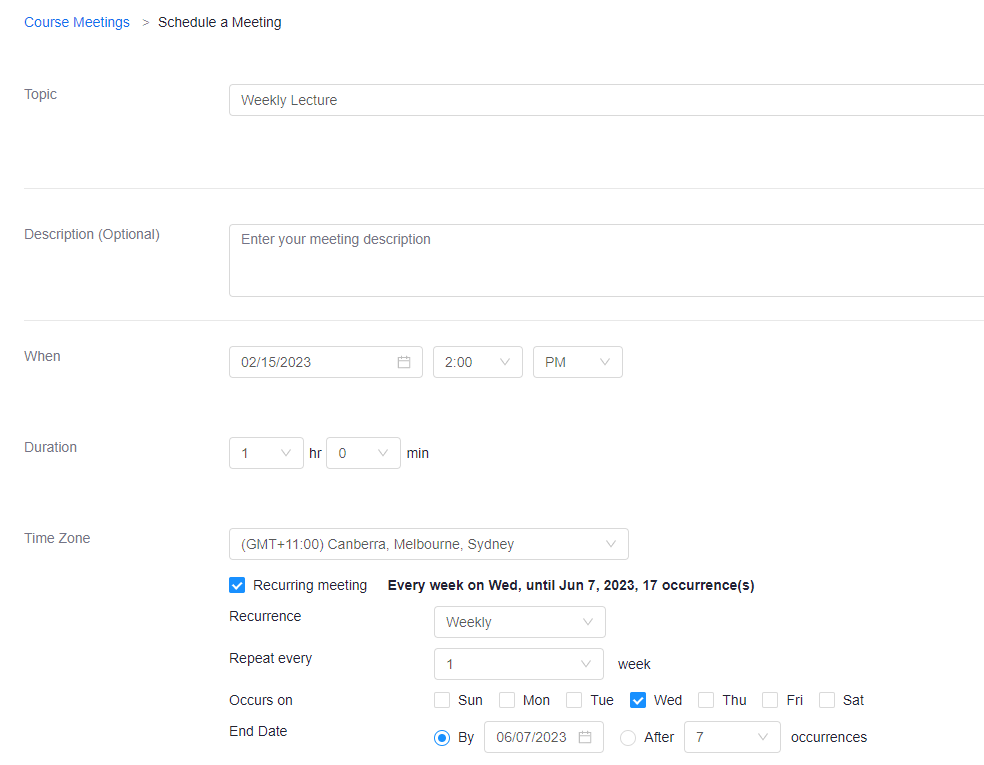 Course Meetings > Schedule a Meeting
Topic
Weekly Lecture
Description (Optional)
Enter your meeting description
When
02/15/2023 2:00 PM
Duration
1 hr 0 min
Time Zone
(GMT+11:00) Canberra, Melbourne, Sydney
Recurring meeting Every week on Wed, until Jun 7, 2023, 17 occurrence(s)
Recurrence Weekly
Repeat every 1 week
Occurs on Sun Mon Tue Wed Thu Fri Sat
End Date By 06/07/2023 After 7 occurrences